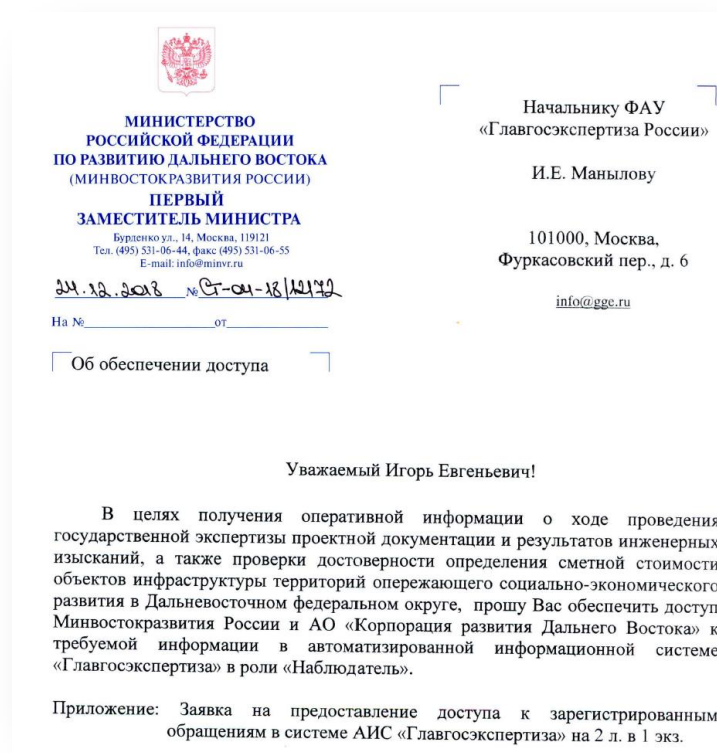 МИНИСТЕРСТВО
РОССИЙСКОЙ ФЕДЕРАЦИИ
ПО РАЗВИТИЮ ДАЛЬНЕГО ВОСТОКА
(МИНВОСТОКРАЗВИТИЯ РОССИИ)
ПЕРВЫЙ
ЗАМЕСТИТЕЛЬ МИНИСТРА
Бурденко ул., 14, Москва, 119121
Тел. (495) 531-06-44, факс (495) 531-06-55
E-mail: info@minvr.ru
24.12.2018 № СТ-04-18/12172
На № от
Об обеспечении доступа
Начальнику ФАУ
«Главгосэкспертиза России»
И.Е. Манылову
101000, Москва,
Фуркасовский пер., д. 6
info@gge.ru
Уважаемый Игорь Евгеньевич!
В целях получения оперативной информации о ходе проведения
государственной экспертизы проектной документации и результатов инженерных
изысканий, а также проверки достоверности определения сметной стоимости
объектов инфраструктуры территорий опережающего социально-экономического
развития в Дальневосточном федеральном округе, прошу Вас обеспечить доступ
Минвостокразвития России и АО «Корпорация развития Дальнего Востока» к
требуемой информации в автоматизированной информационной системе
«Главгосэкспертиза» в роли «Наблюдатель».
Приложение: Заявка на предоставление доступа к зарегистрированным
обращениям в системе АИС «Главгосэкспертиза» на 2 л. в 1 экз.